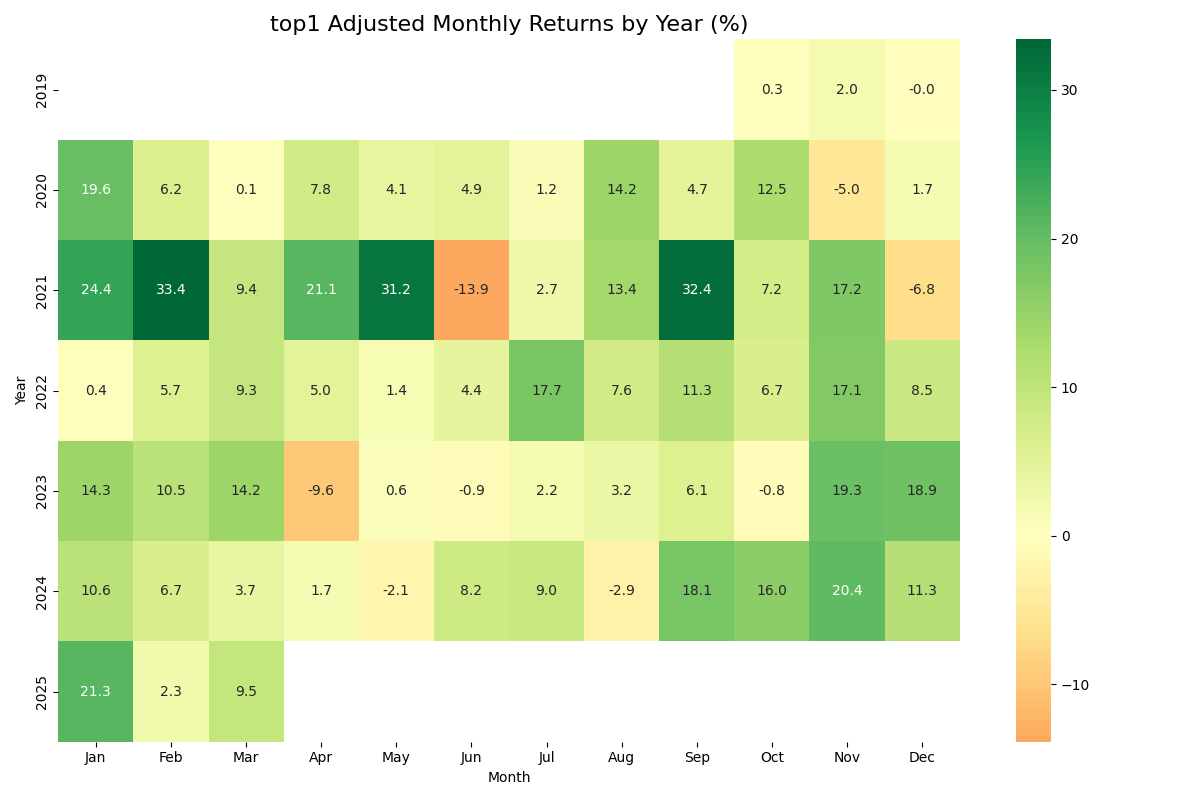 top1 Adjusted Monthly Returns by Year (%)
2019 0.3 2.0 -0.0
2020 19.6 6.2 0.1 7.8 4.1 4.9 1.2 14.2 4.7 12.5 -5.0 1.7
2021 24.4 33.4 9.4 21.1 31.2 -13.9 2.7 13.4 32.4 7.2 17.2 -6.8
2022 0.4 5.7 9.3 5.0 1.4 4.4 17.7 7.6 11.3 6.7 17.1 8.5
2023 14.3 10.5 14.2 -9.6 0.6 -0.9 2.2 3.2 6.1 -0.8 19.3 18.9
2024 10.6 6.7 3.7 1.7 -2.1 8.2 9.0 -2.9 18.1 16.0 20.4 11.3
2025 21.3 2.3 9.5
Year
Jan Feb Mar Apr May Jun Jul Aug Sep Oct Nov Dec
Month
30
20
10
0
−10